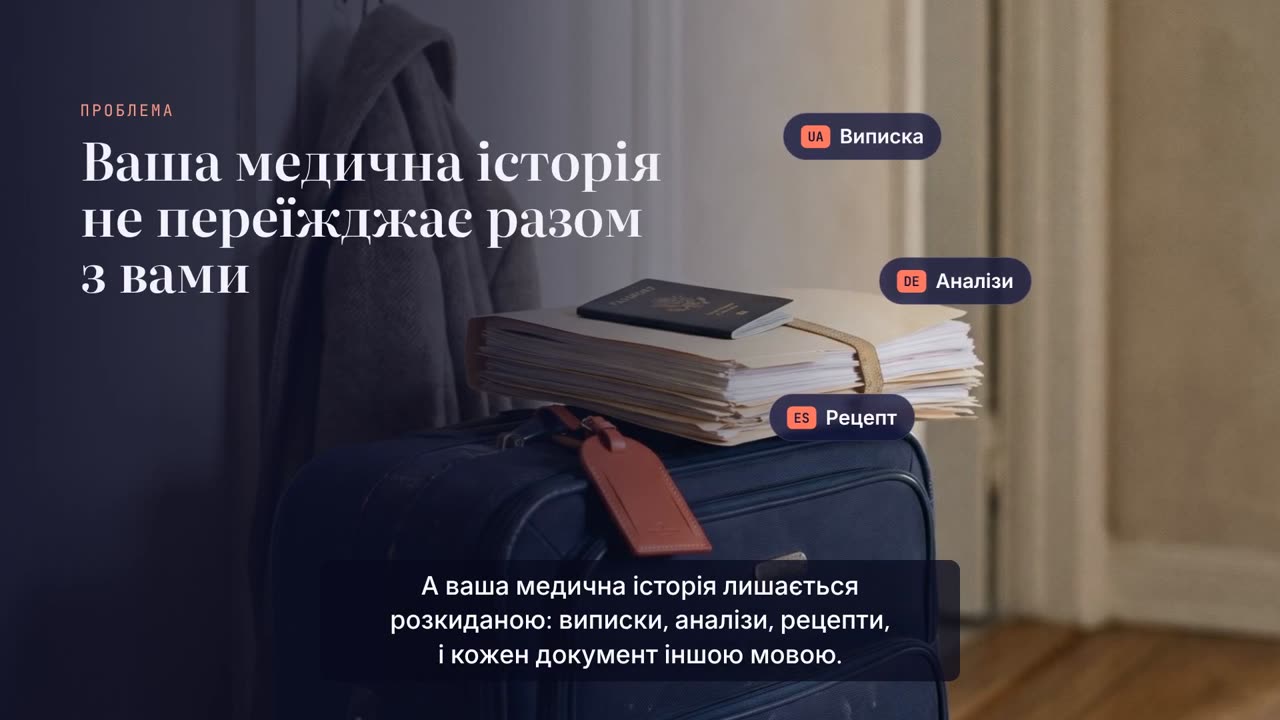 ПРОБЛЕМА
Ваша медична історія
не переїжджає разом
з вами
UA Виписка
DE Аналізи
PASSPORT
ES Рецепт
А ваша медична історія лишається
розкиданою: виписки, аналізи, рецепти,
і кожен документ іншою мовою.